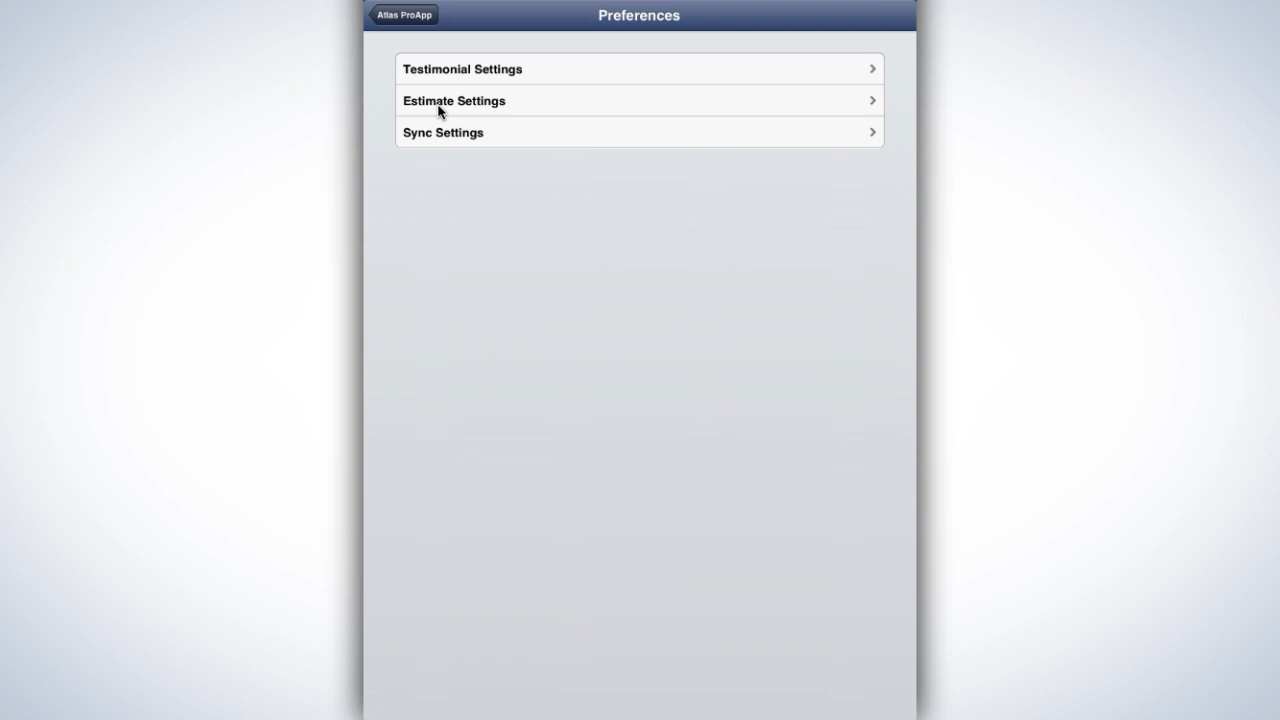 Atlas ProApp
Preferences
Testimonial Settings
Estimate Settings
Sync Settings